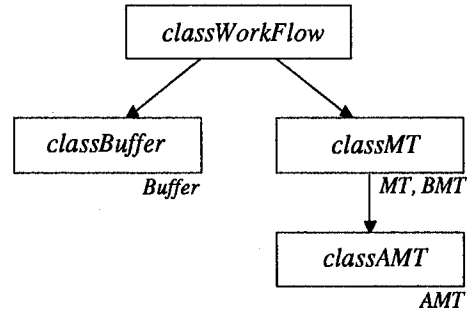 classWorkFlow
classBuffer
classMT
Buffer
MT, BMT
classAMT
AMT